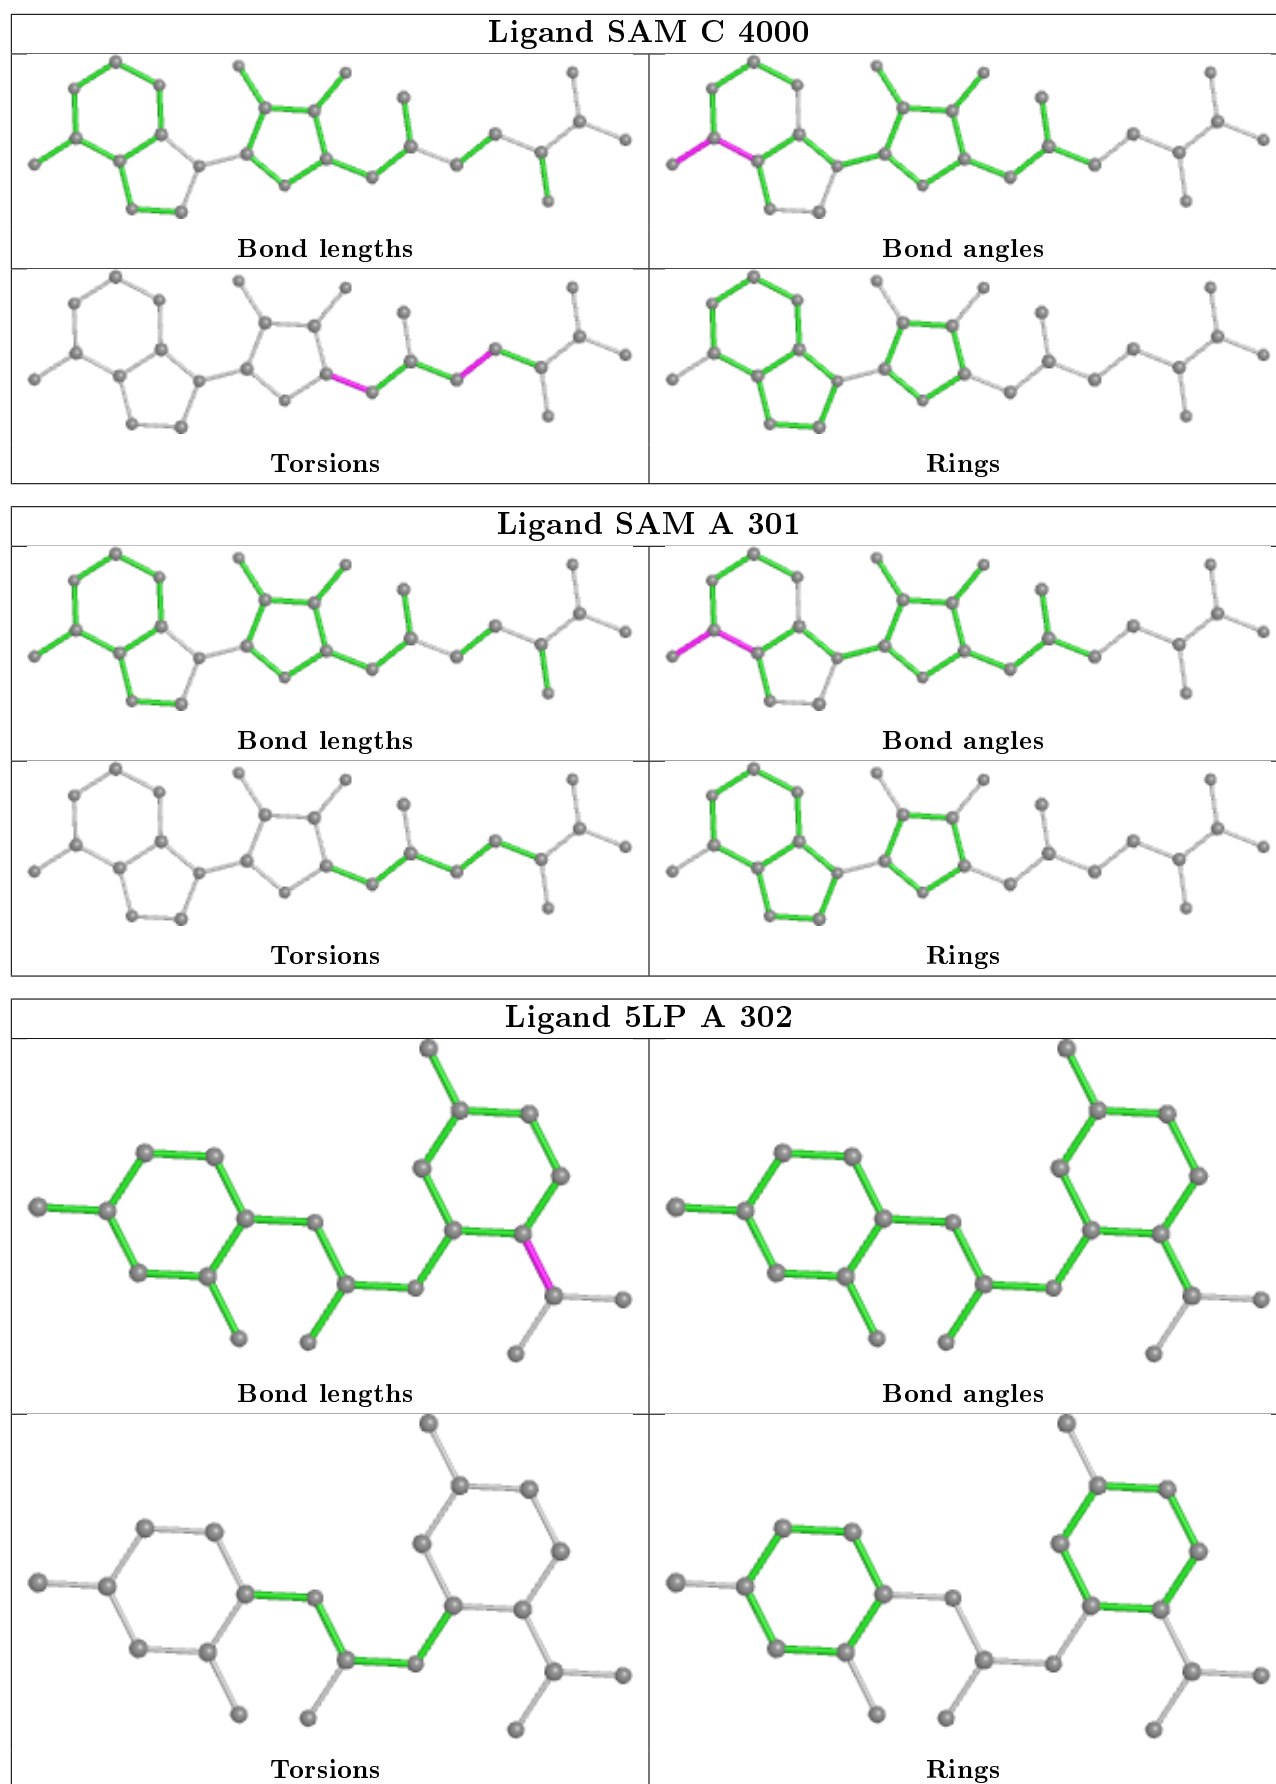 Ligand SAM C 4000
Bond lengths
Bond angles
Torsions
Rings
Ligand SAM A 301
Bond lengths
Bond angles
Torsions
Rings
Ligand 5LP A 302
Bond lengths
Bond angles
Torsions
Rings